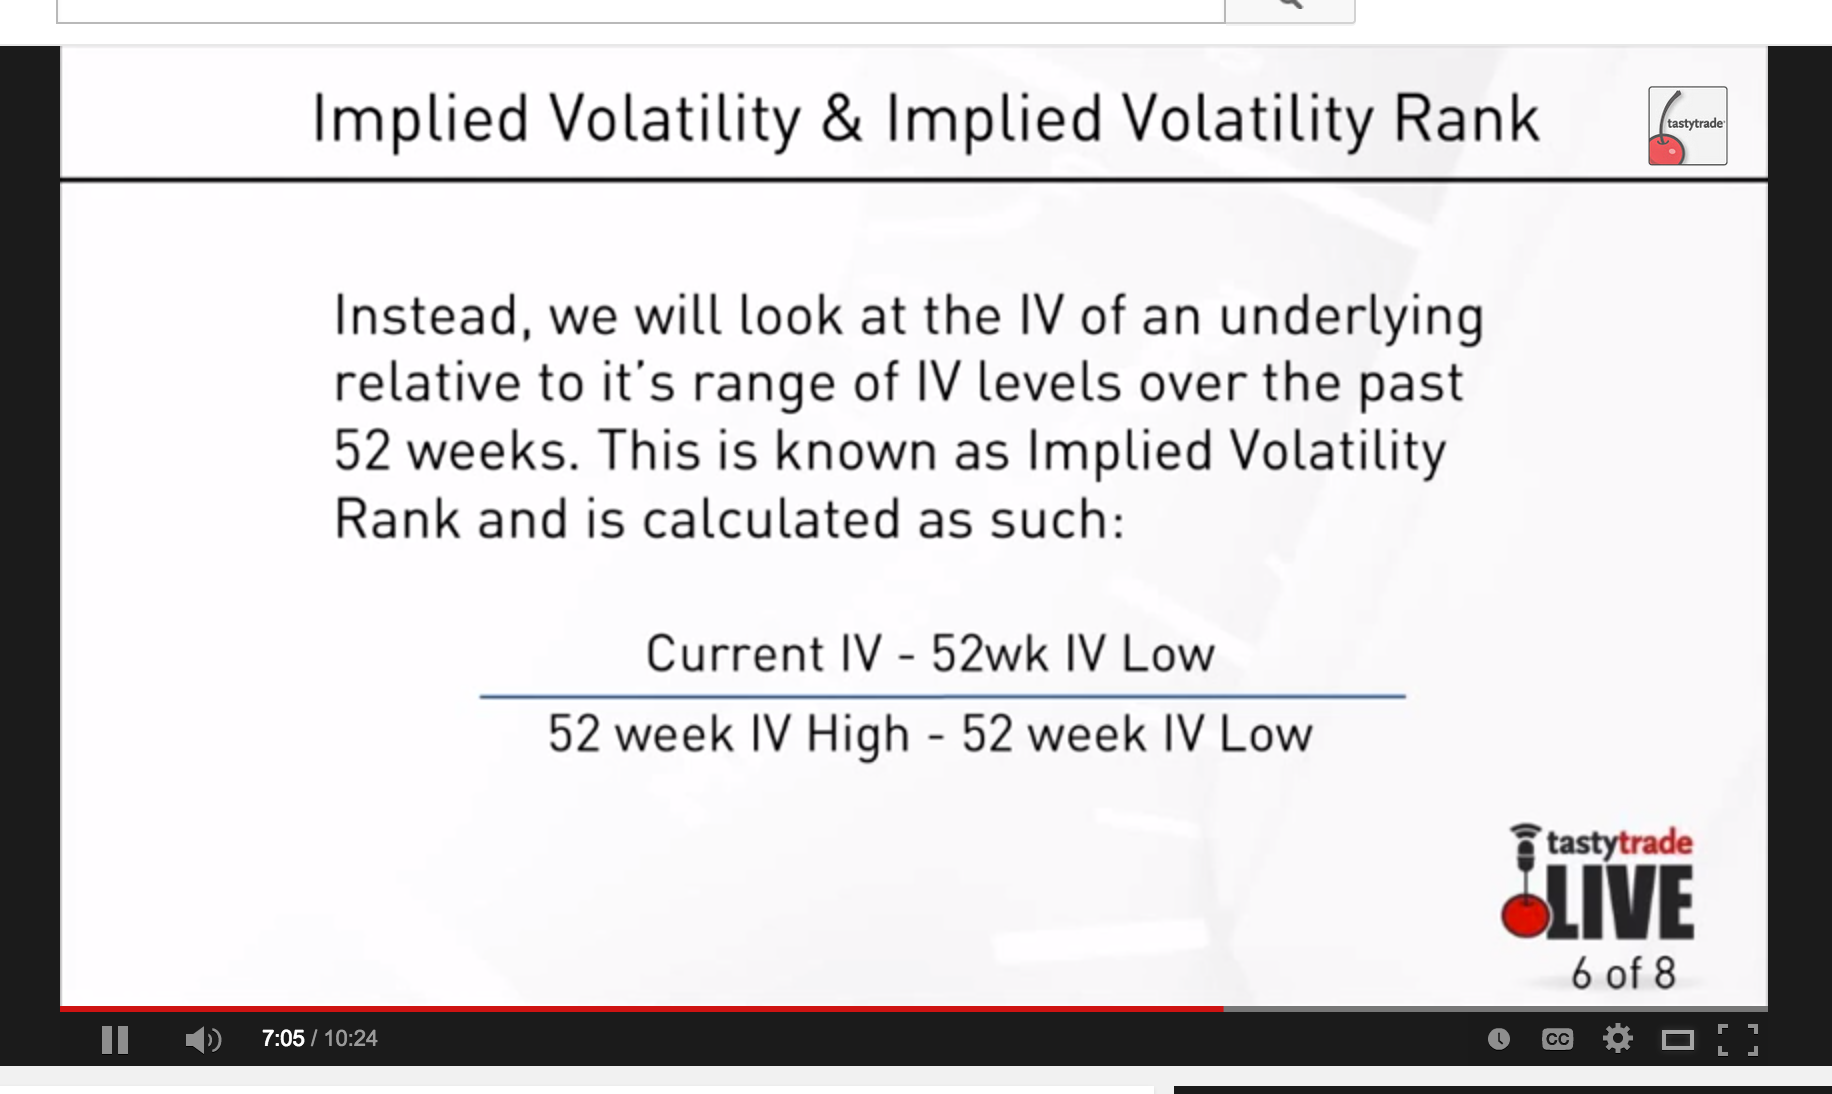 Implied Volatility & Implied Volatility Rank
tastytrade
Instead, we will look at the IV of an underlying
relative to it's range of IV levels over the past
52 weeks. This is known as Implied Volatility
Rank and is calculated as such:
Current IV - 52wk IV Low
52 week IV High - 52 week IV Low
tastytrade
LIVE
6 of 8
7:05 / 10:24
CC